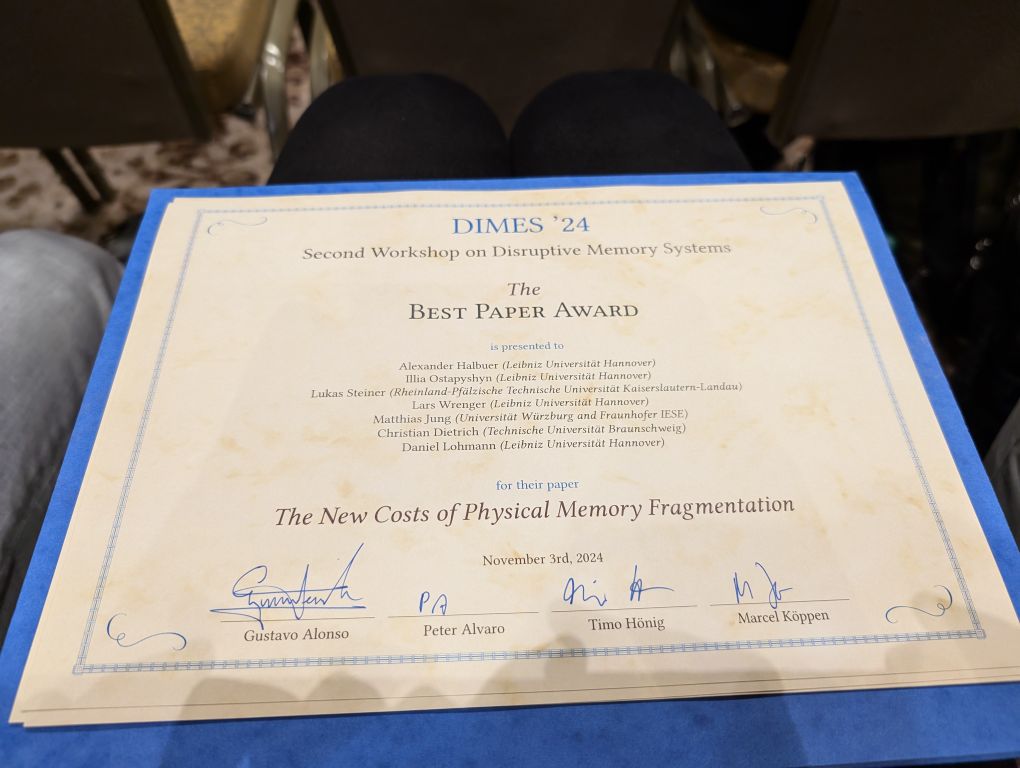 DIMES ’24
Second Workshop on Disruptive Memory Systems
The
Best Paper Award
is presented to
Alexander Halbuer (Leibniz Universität Hannover)
Illia Ostapyshyn (Leibniz Universität Hannover)
Lukas Steiner (Rheinland-Pfälzische Technische Universität Kaiserslautern-Landau)
Lars Wrenger (Leibniz Universität Hannover)
Matthias Jung (Universität Würzburg and Fraunhofer IESE)
Christian Dietrich (Technische Universität Braunschweig)
Daniel Lohmann (Leibniz Universität Hannover)
for their paper
The New Costs of Physical Memory Fragmentation
November 3rd, 2024
PA
Gustavo Alonso Peter Alvaro Timo Hönig Marcel Köppen